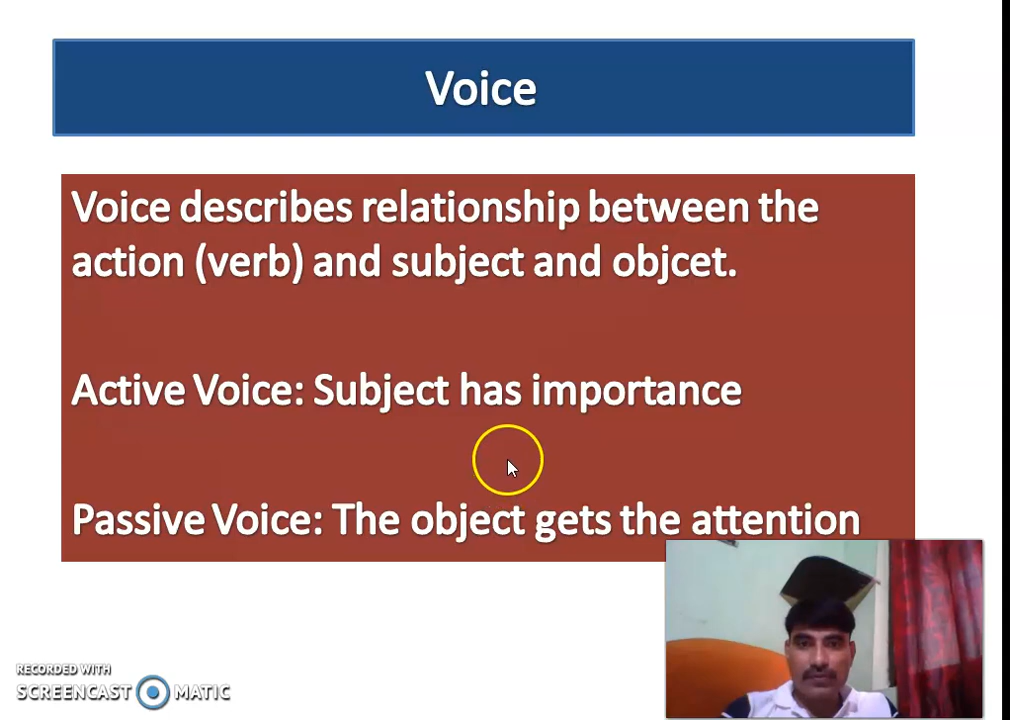 Voice
Voice describes relationship between the
action (verb) and subject and objcet.
Active Voice: Subject has importance
Passive Voice: The object gets the attention
RECORDED WITH
SCREENCAST MATIC